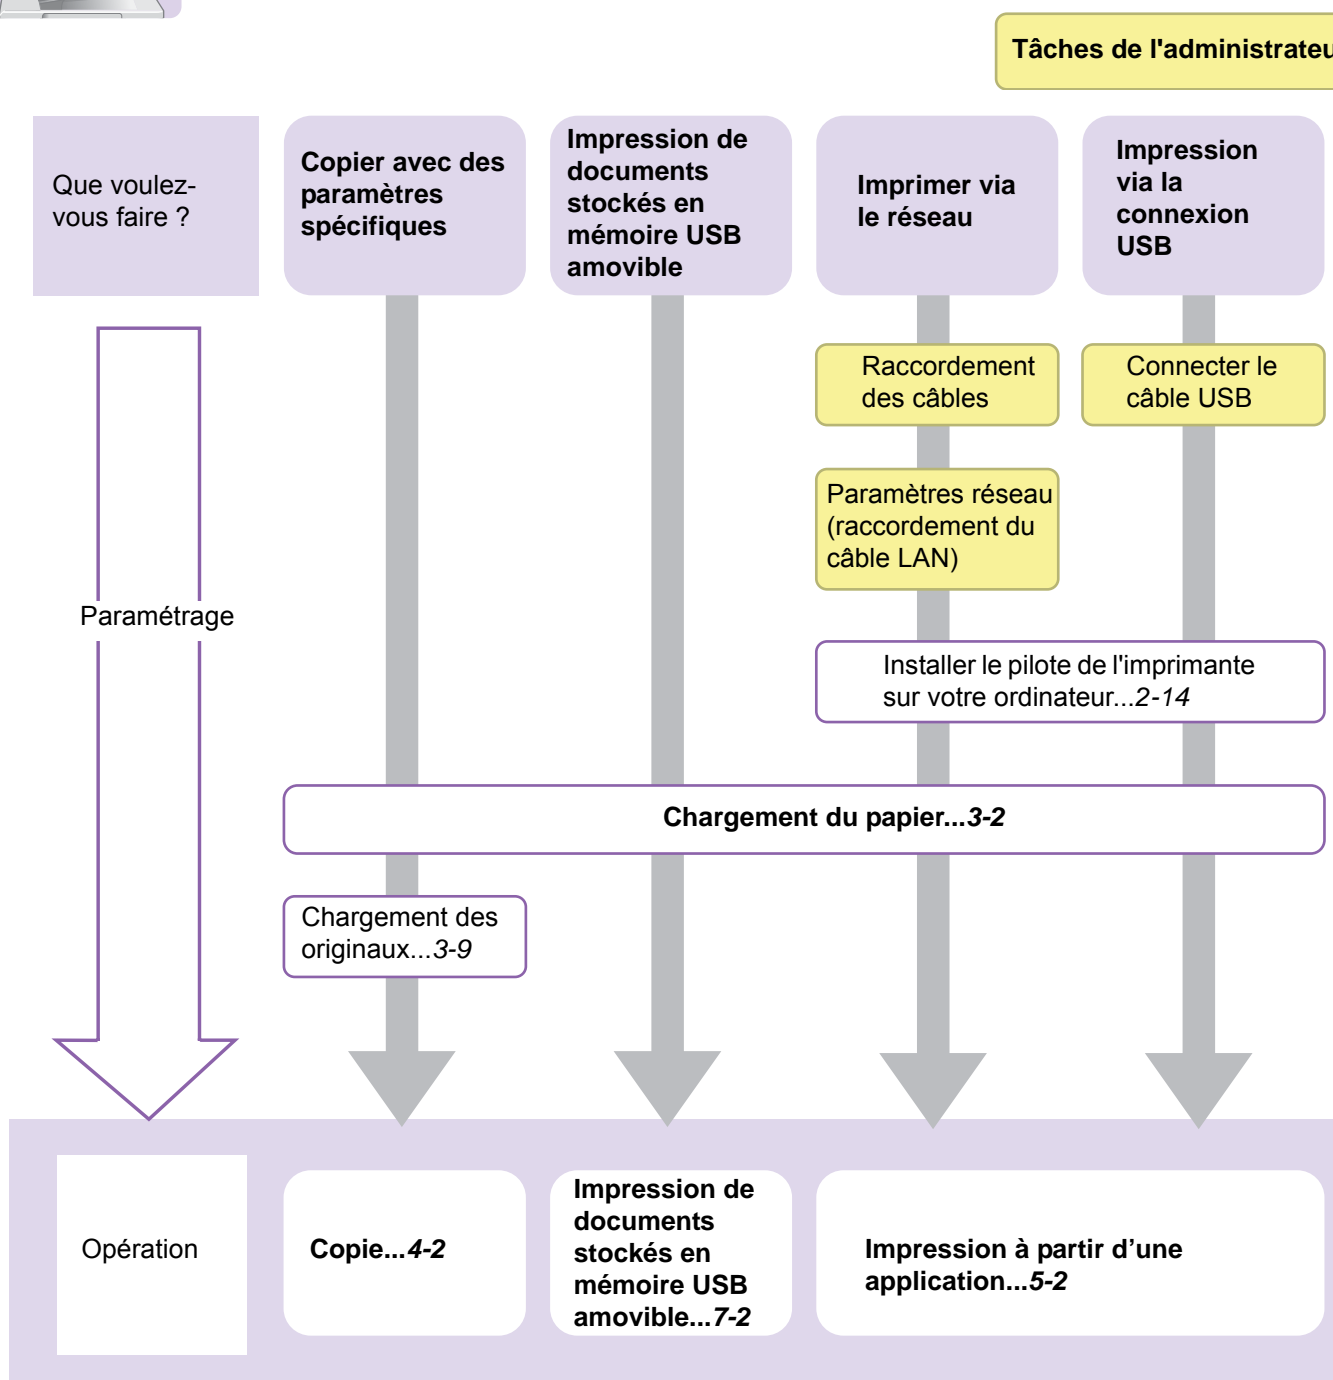 Tâches de l'administrateu
Que voulez-
vous faire ?
Copier avec des
paramètres
spécifiques
Impression de
documents
stockés en
mémoire USB
amovible
Imprimer via
le réseau
Impression
via la
connexion
USB
Raccordement
des câbles
Connecter le
câble USB
Paramètres réseau
(raccordement du
câble LAN)
Paramétrage
Installer le pilote de l'imprimante
sur votre ordinateur...2-14
Chargement du papier...3-2
Chargement des
originaux...3-9
Opération
Copie...4-2
Impression de
documents
stockés en
mémoire USB
amovible...7-2
Impression à partir d’une
application...5-2